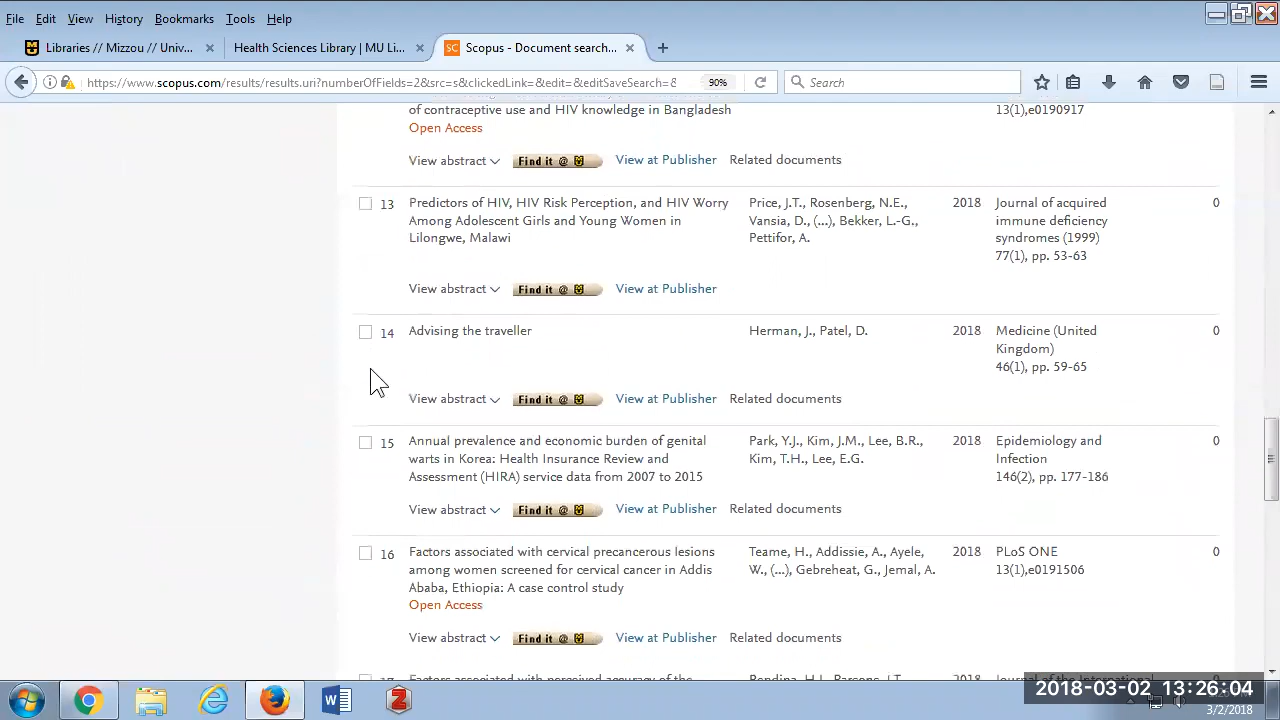 File Edit View History Bookmarks Tools Help
Libraries // Mizzou // Univ... × Health Sciences Library | MU Li... × SC Scopus - Document search... × +
https://www.scopus.com/results/results.uri?numberOfFields=2&src=s&clickedLink=&edit=&editSaveSearch=& 90% Search
of contraceptive use and HIV knowledge in Bangladesh 13(1),e0190917
Open Access
View abstract Find it @ View at Publisher Related documents
13 Predictors of HIV, HIV Risk Perception, and HIV Worry Price, J.T., Rosenberg, N.E., 2018 Journal of acquired 0
Among Adolescent Girls and Young Women in Vansia, D., (...), Bekker, L.-G., immune deficiency
Lilongwe, Malawi Pettifor, A. syndromes (1999)
77(1), pp. 53-63
View abstract Find it @ View at Publisher
14 Advising the traveller Herman, J., Patel, D. 2018 Medicine (United 0
Kingdom)
46(1), pp. 59-65
View abstract Find it @ View at Publisher Related documents
15 Annual prevalence and economic burden of genital Park, Y.J., Kim, J.M., Lee, B.R., 2018 Epidemiology and 0
warts in Korea: Health Insurance Review and Kim, T.H., Lee, E.G. Infection
Assessment (HIRA) service data from 2007 to 2015 146(2), pp. 177-186
View abstract Find it @ View at Publisher Related documents
16 Factors associated with cervical precancerous lesions Teame, H., Addissie, A., Ayele, 2018 PLoS ONE 0
among women screened for cervical cancer in Addis W., (...), Gebreheat, G., Jemal, A. 13(1),e0191506
Ababa, Ethiopia: A case control study
Open Access
View abstract Find it @ View at Publisher Related documents
2018-03-02 13:26:04
3/2/2018